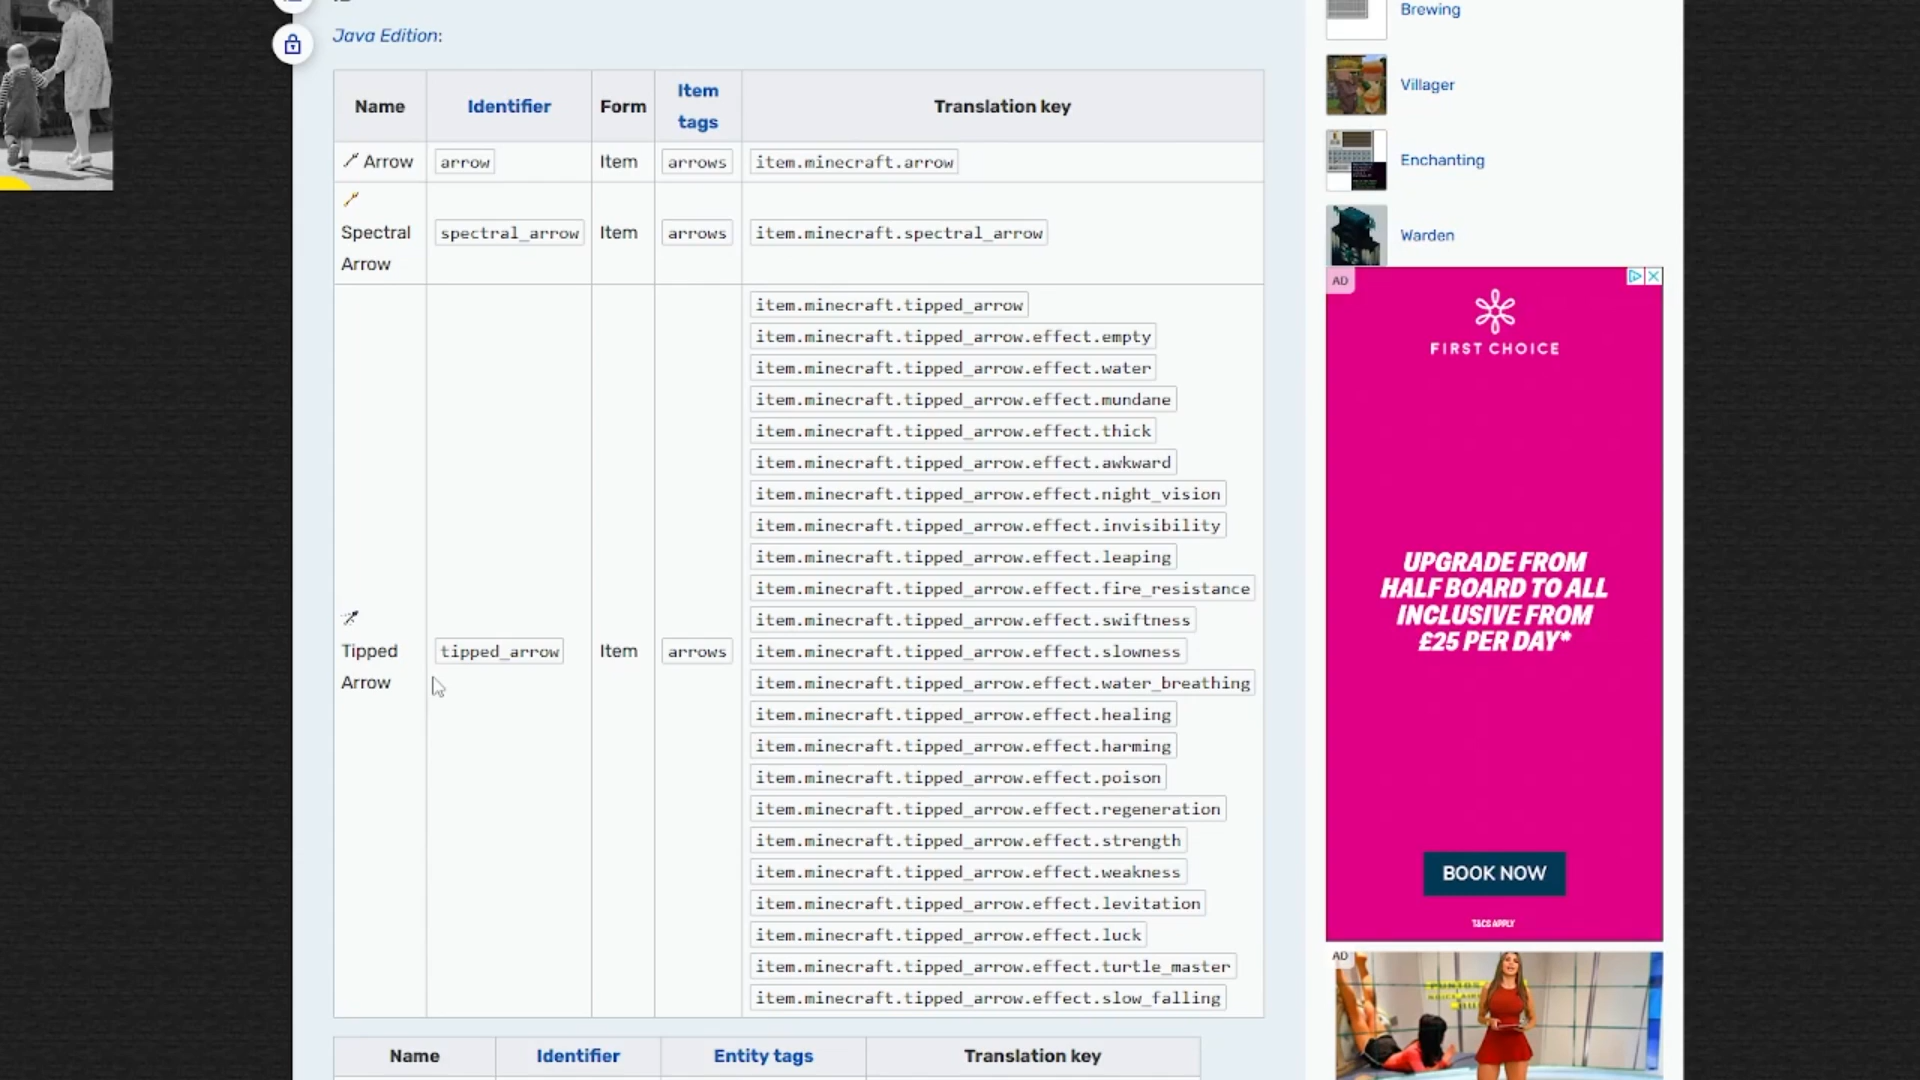 Java Edition:
Name
Identifier
Form
Item
tags
Translation key
Arrow
arrow
Item
arrows
item.minecraft.arrow
Spectral
Arrow
spectral_arrow
Item
arrows
item.minecraft.spectral_arrow
Tipped
Arrow
tipped_arrow
Item
arrows
item.minecraft.tipped_arrow
item.minecraft.tipped_arrow.effect.empty
item.minecraft.tipped_arrow.effect.water
item.minecraft.tipped_arrow.effect.mundane
item.minecraft.tipped_arrow.effect.thick
item.minecraft.tipped_arrow.effect.awkward
item.minecraft.tipped_arrow.effect.night_vision
item.minecraft.tipped_arrow.effect.invisibility
item.minecraft.tipped_arrow.effect.leaping
item.minecraft.tipped_arrow.effect.fire_resistance
item.minecraft.tipped_arrow.effect.swiftness
item.minecraft.tipped_arrow.effect.slowness
item.minecraft.tipped_arrow.effect.water_breathing
item.minecraft.tipped_arrow.effect.healing
item.minecraft.tipped_arrow.effect.harming
item.minecraft.tipped_arrow.effect.poison
item.minecraft.tipped_arrow.effect.regeneration
item.minecraft.tipped_arrow.effect.strength
item.minecraft.tipped_arrow.effect.weakness
item.minecraft.tipped_arrow.effect.levitation
item.minecraft.tipped_arrow.effect.luck
item.minecraft.tipped_arrow.effect.turtle_master
item.minecraft.tipped_arrow.effect.slow_falling
Name
Identifier
Entity tags
Translation key
Brewing
Villager
Enchanting
Warden
AD
FIRST CHOICE
UPGRADE FROM
HALF BOARD TO ALL
INCLUSIVE FROM
£25 PER DAY*
BOOK NOW
T&CS APPLY
AD